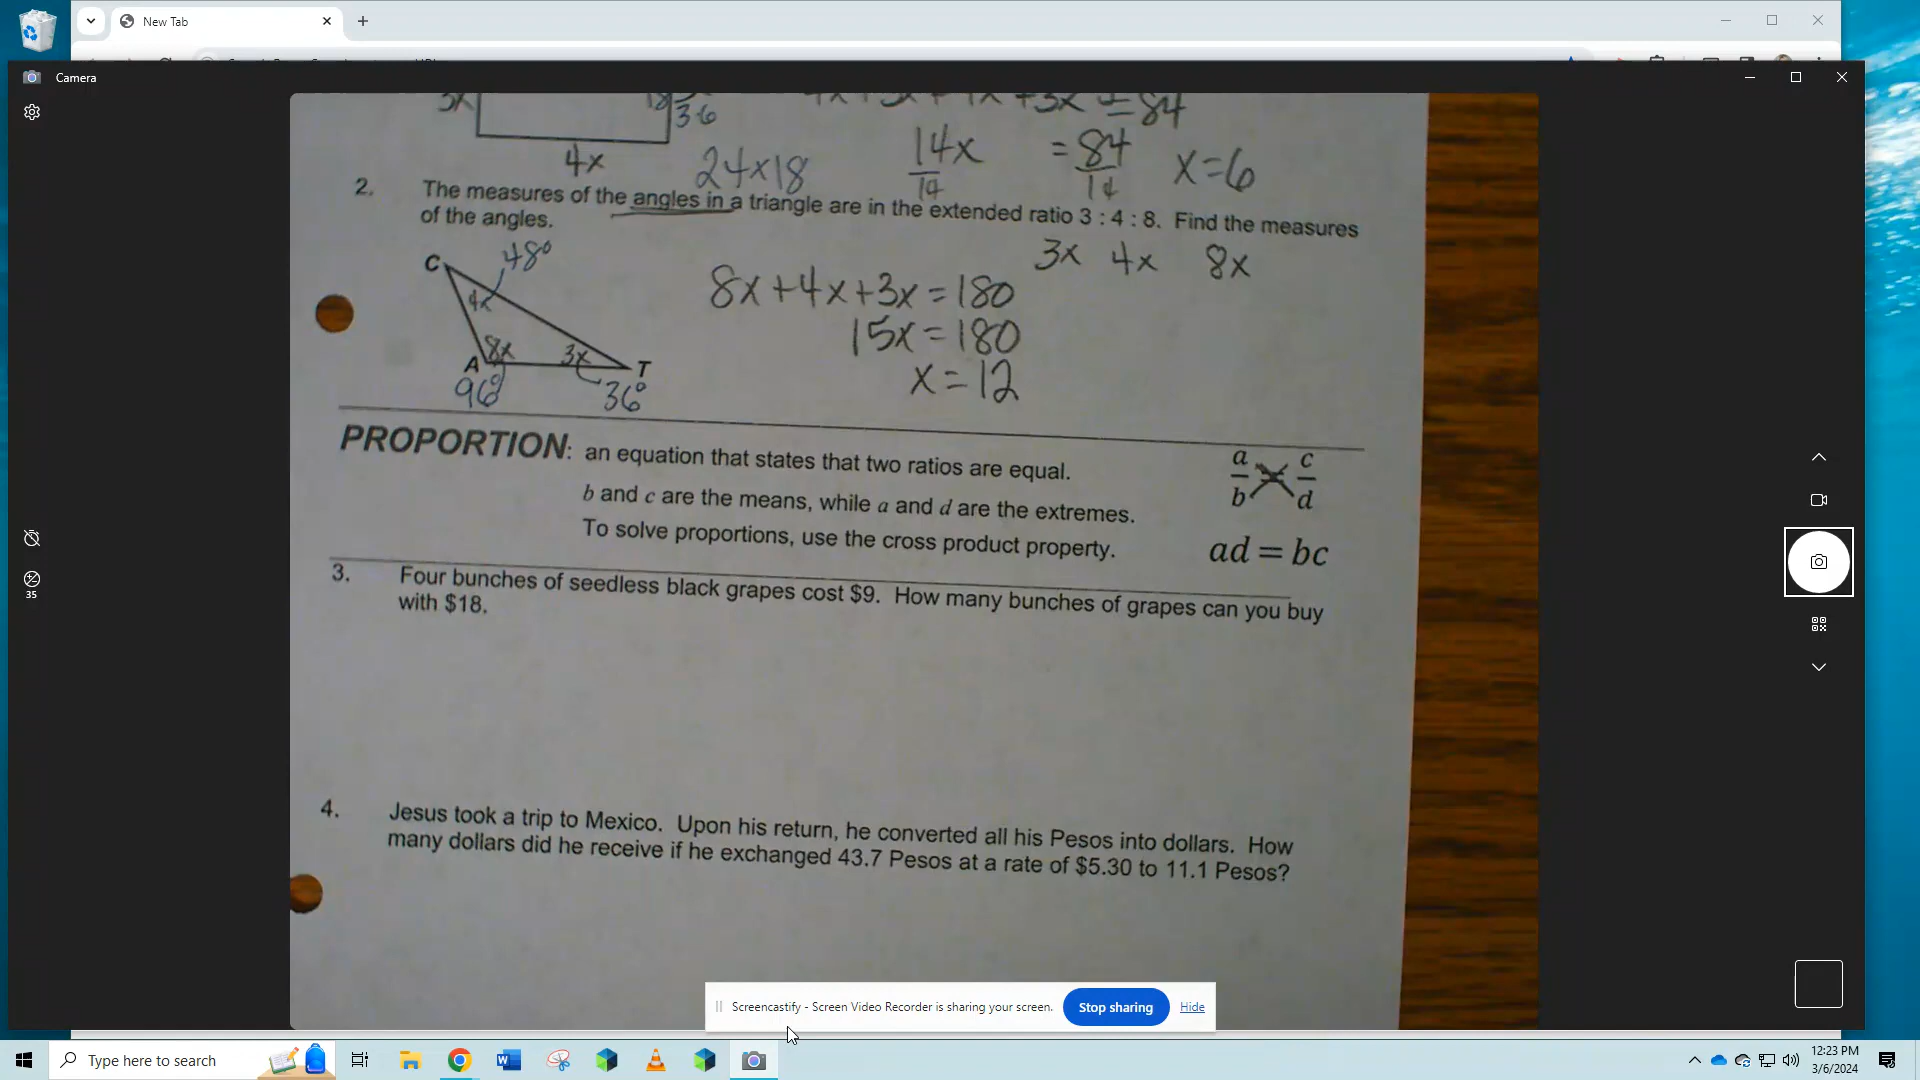 New Tab
Camera
3x
18
36
4x+3x+4x+3x=84
4x
24x18
14x = 84
14 14
x=6
2. The measures of the angles in a triangle are in the extended ratio 3 : 4 : 8. Find the measures
of the angles.
3x 4x 8x
C
48°
4x
8x
3x
A
T
96°
36°
8x+4x+3x=180
15x=180
x=12
PROPORTION: an equation that states that two ratios are equal.
b and c are the means, while a and d are the extremes.
To solve proportions, use the cross product property.
a c
=
b d
ad = bc
3. Four bunches of seedless black grapes cost $9. How many bunches of grapes can you buy
with $18.
4. Jesus took a trip to Mexico. Upon his return, he converted all his Pesos into dollars. How
many dollars did he receive if he exchanged 43.7 Pesos at a rate of $5.30 to 11.1 Pesos?
35
Screencastify - Screen Video Recorder is sharing your screen.
Stop sharing
Hide
Type here to search
12:23 PM
3/6/2024